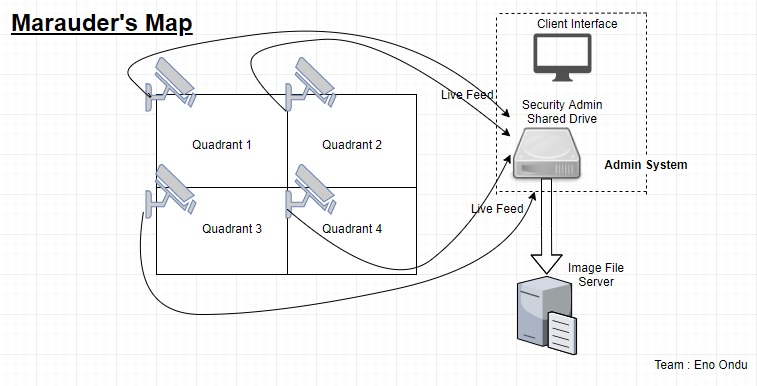 Marauder's Map
Client Interface
Live Feed
Security Admin
Shared Drive
Quadrant 1
Quadrant 2
Admin System
Live Feed
Quadrant 3
Quadrant 4
Image File
Server
Team : Eno Ondu